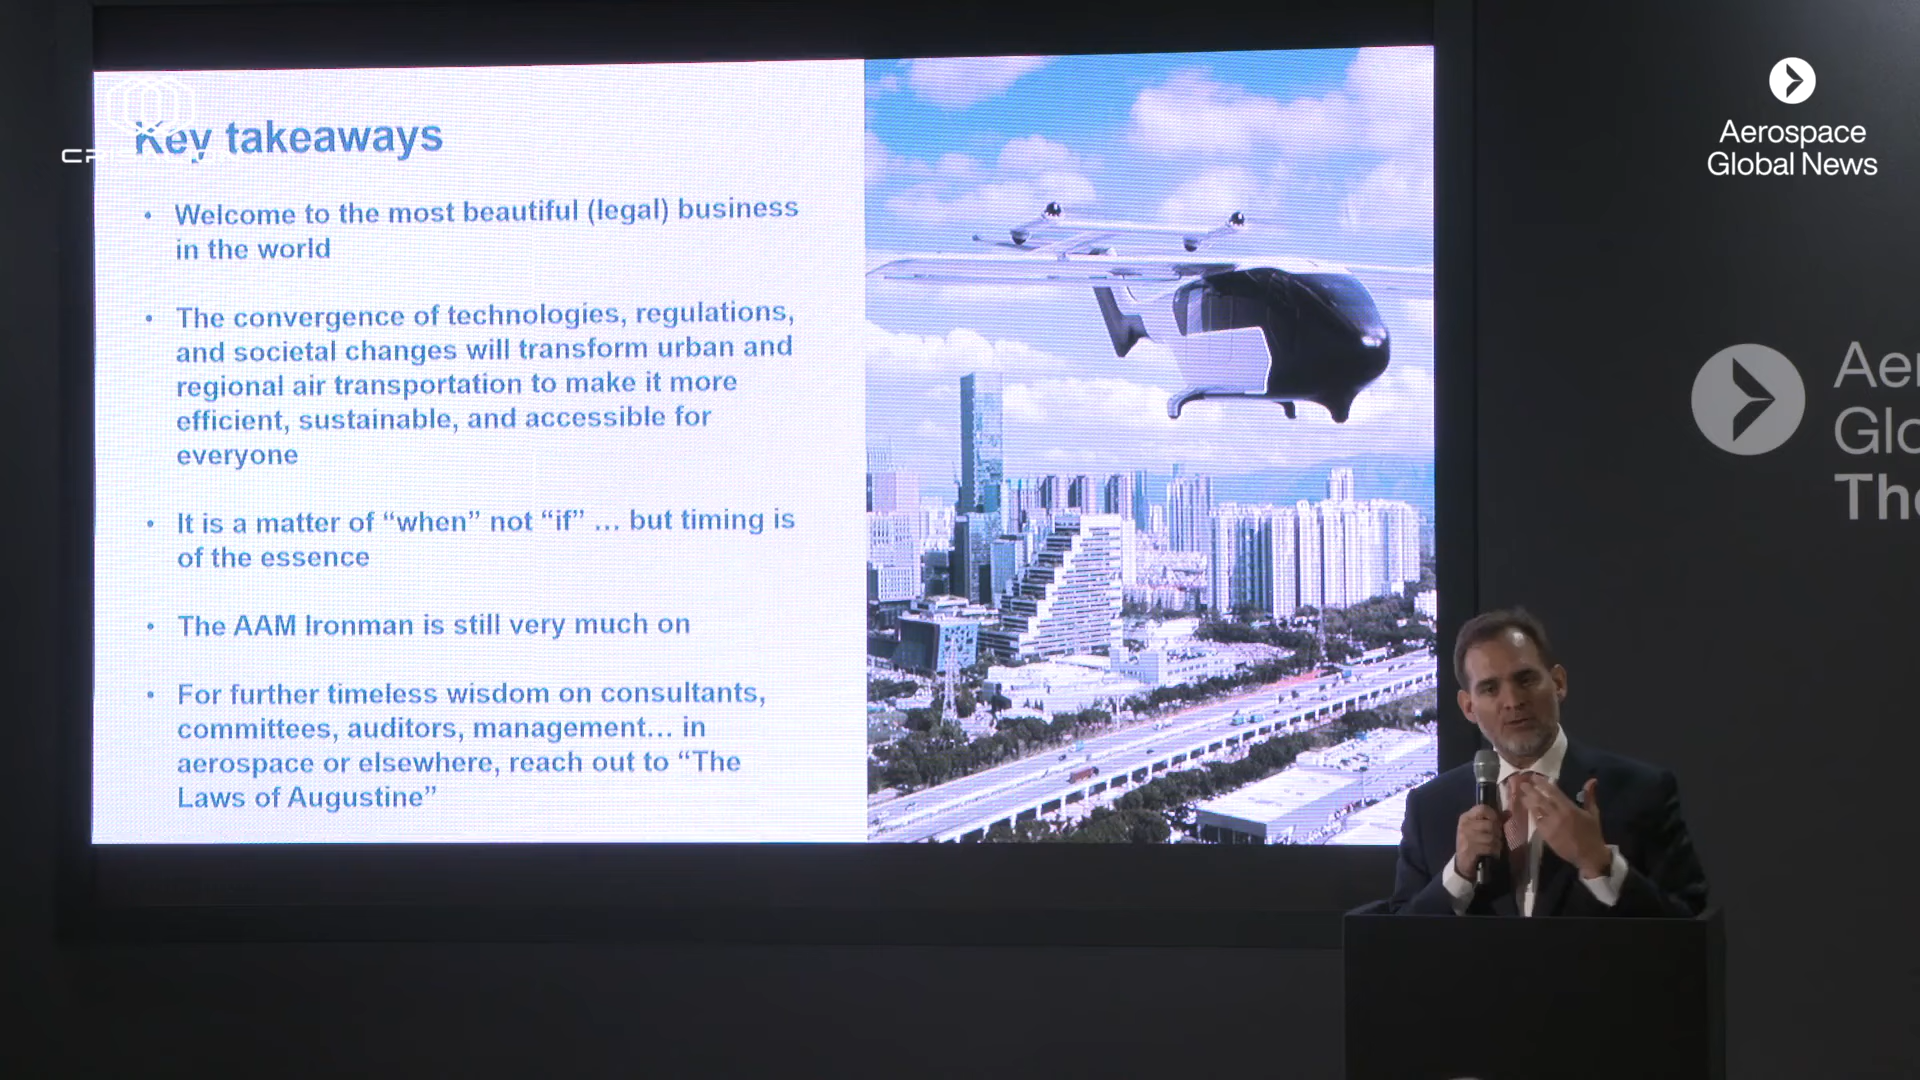 Key takeaways
• Welcome to the most beautiful (legal) business
in the world
• The convergence of technologies, regulations,
and societal changes will transform urban and
regional air transportation to make it more
efficient, sustainable, and accessible for
everyone
• It is a matter of “when” not “if” … but timing is
of the essence
• The AAM Ironman is still very much on
• For further timeless wisdom on consultants,
committees, auditors, management… in
aerospace or elsewhere, reach out to “The
Laws of Augustine”
Aerospace
Global News